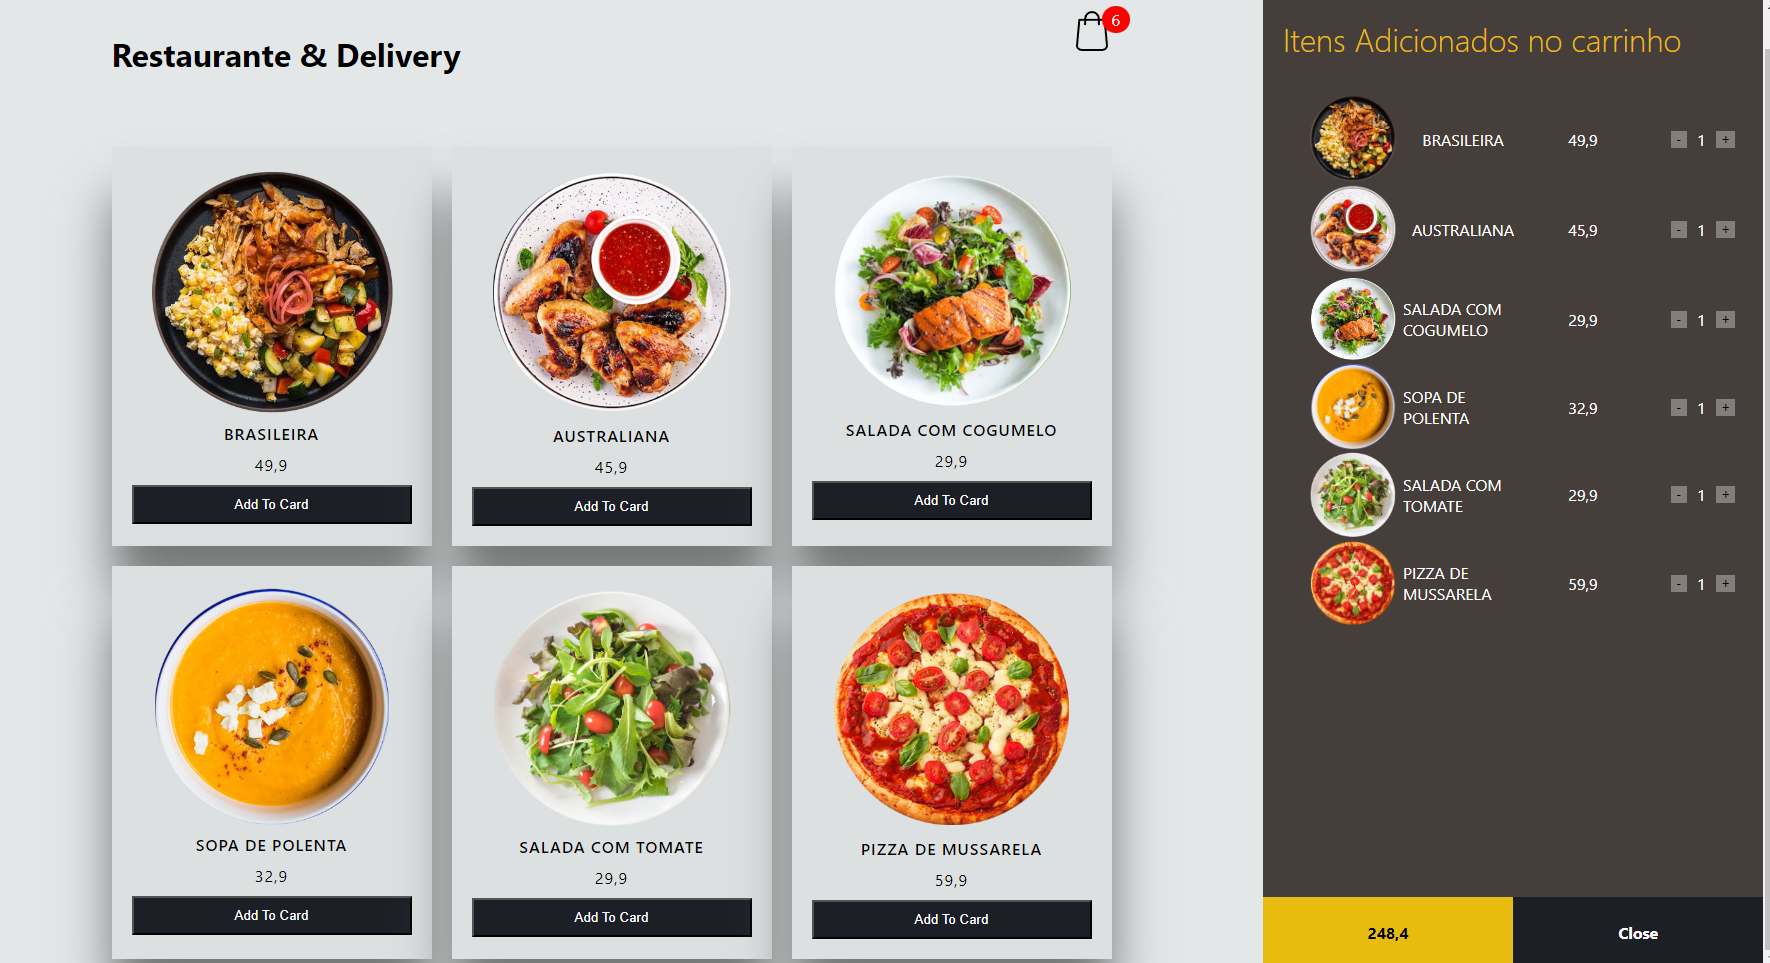 Restaurante & Delivery
6
BRASILEIRA
49,9
Add To Card
AUSTRALIANA
45,9
Add To Card
SALADA COM COGUMELO
29,9
Add To Card
SOPA DE POLENTA
32,9
Add To Card
SALADA COM TOMATE
29,9
Add To Card
PIZZA DE MUSSARELA
59,9
Add To Card
Itens Adicionados no carrinho
BRASILEIRA 49,9 - 1 +
AUSTRALIANA 45,9 - 1 +
SALADA COM
COGUMELO 29,9 - 1 +
SOPA DE
POLENTA 32,9 - 1 +
SALADA COM
TOMATE 29,9 - 1 +
PIZZA DE
MUSSARELA 59,9 - 1 +
248,4
Close